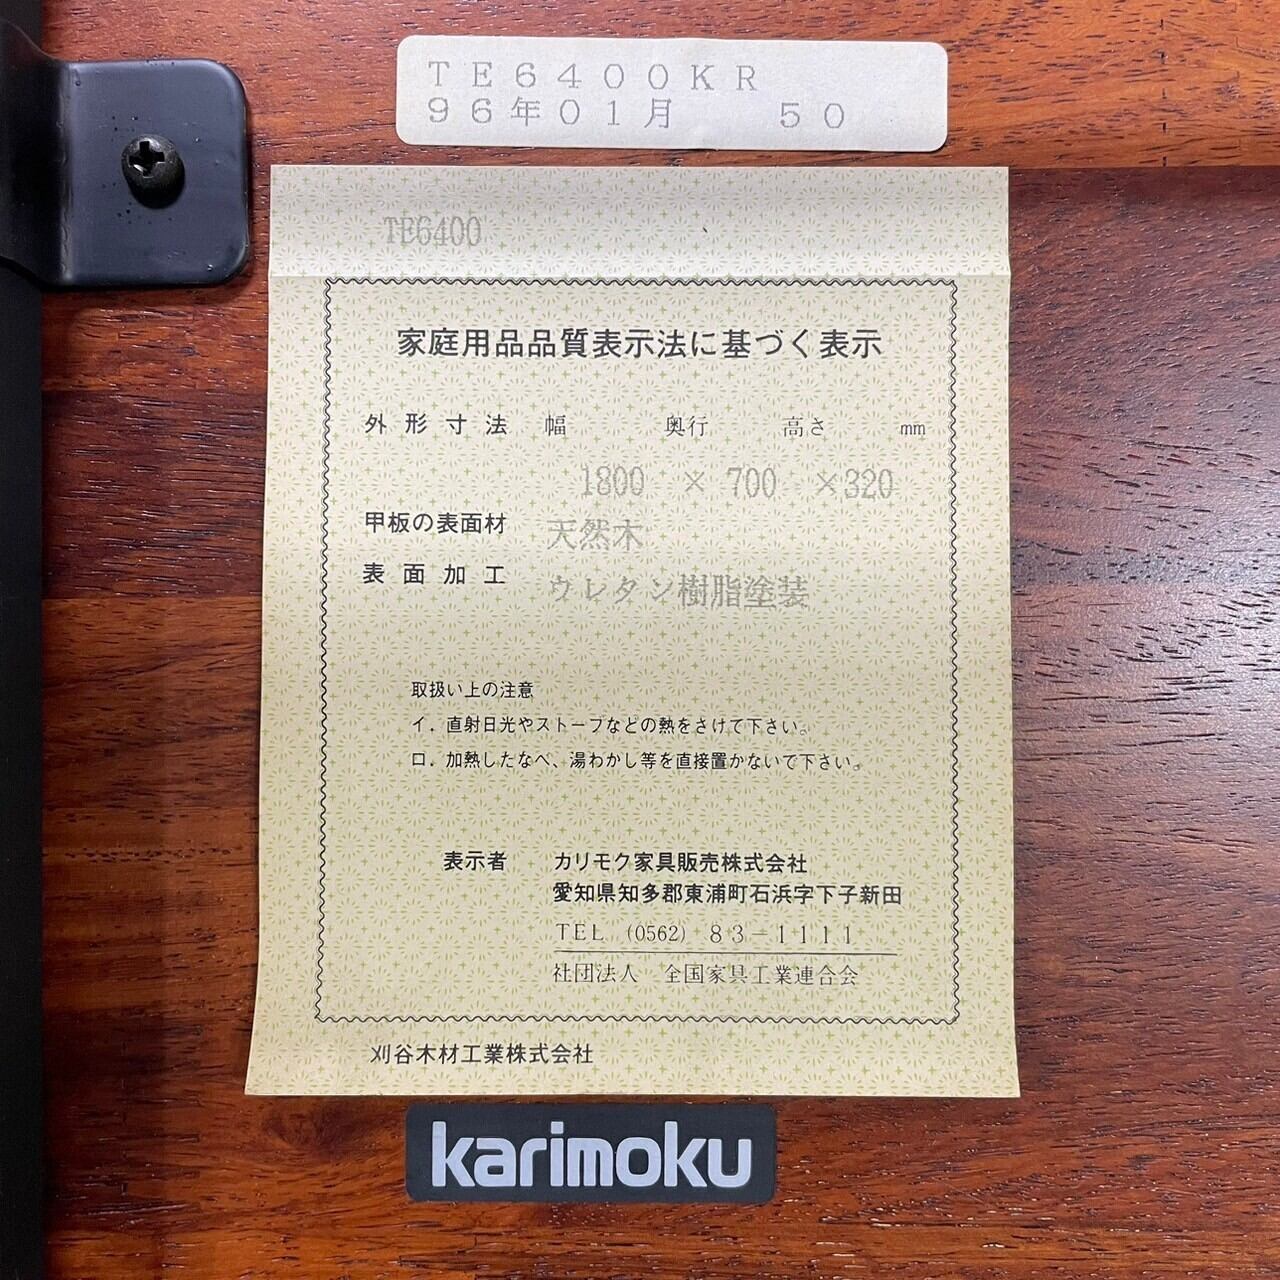 TE6400KR
96年01月 50
TE6400
家庭用品品質表示法に基づく表示
外形寸法 幅 奥行 高さ mm
1800 × 700 ×320
甲板の表面材 天然木
表面加工 ウレタン樹脂塗装
取扱い上の注意
イ．直射日光やストーブなどの熱をさけて下さい。
ロ．加熱したなべ、湯わかし等を直接置かないで下さい。
表示者 カリモク家具販売株式会社
愛知県知多郡東浦町石浜字下子新田
TEL (0562) 83－1111
社団法人 全国家具工業連合会
刈谷木材工業株式会社
karimoku